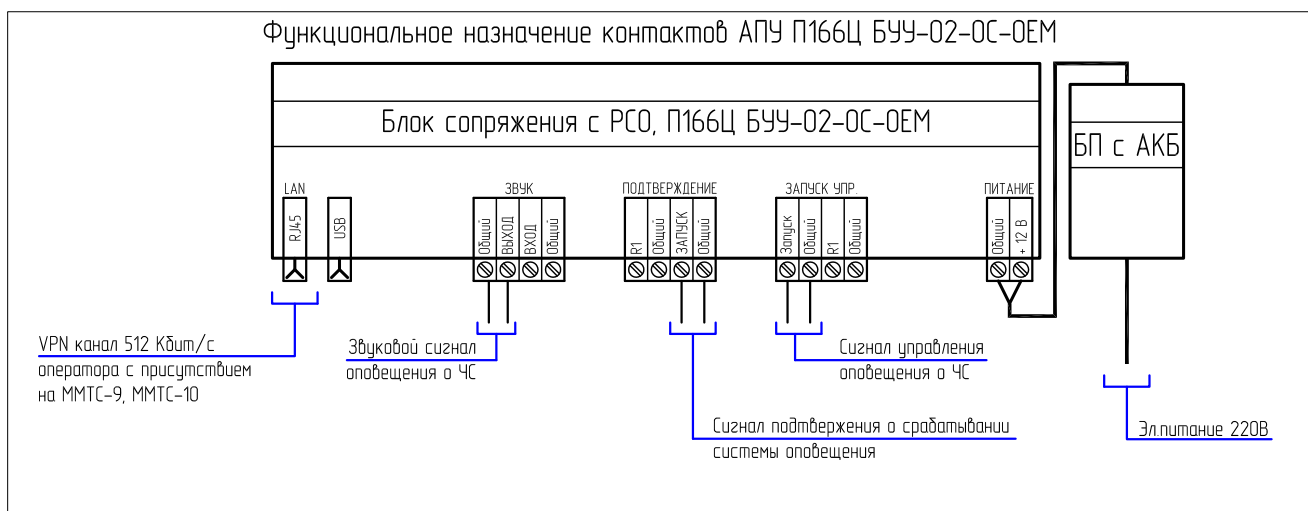 Функциональное назначение контактов АПУ П166Ц БУУ-02-ОС-ОЕМ
Блок сопряжения с РСО, П166Ц БУУ-02-ОС-ОЕМ
БП с АКБ
LAN
RJ45
USB
ЗВУК
Общий
ВЫХОД
ВХОД
Общий
ПОДТВЕРЖДЕНИЕ
R1
Общий
ЗАПУСК
Общий
ЗАПУСК УПР.
Запуск
Общий
R1
Общий
ПИТАНИЕ
Общий
+ 12 В
VPN канал 512 Кбит/с
оператора с присутствием
на ММТС-9, ММТС-10
Звуковой сигнал
оповещения о ЧС
Сигнал управления
оповещения о ЧС
Сигнал подтвержения о срабатывании
системы оповещения
Эл.питание 220В